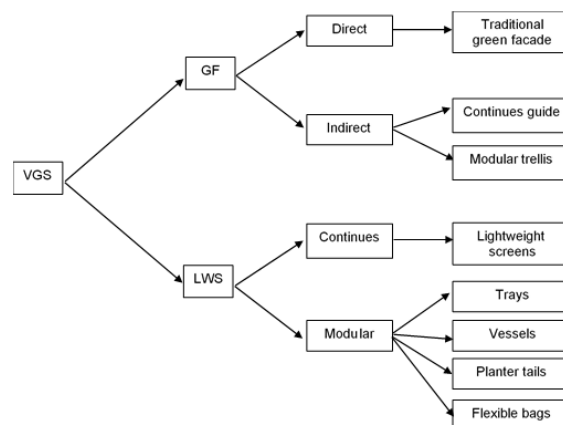 VGS
GF
LWS
Direct
Indirect
Continues
Modular
Traditional
green facade
Continues guide
Modular trellis
Lightweight
screens
Trays
Vessels
Planter tails
Flexible bags